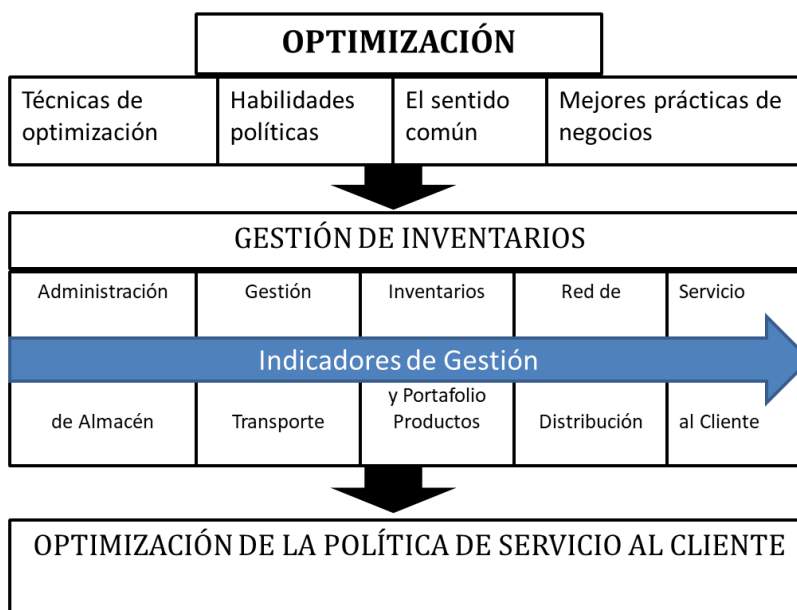 OPTIMIZACIÓN
Técnicas de
optimización
Habilidades
políticas
El sentido
común
Mejores prácticas de
negocios
GESTIÓN DE INVENTARIOS
Administración
Gestión
Inventarios
Red de
Servicio
Indicadores de Gestión
de Almacén
Transporte
y Portafolio
Productos
Distribución
al Cliente
OPTIMIZACIÓN DE LA POLÍTICA DE SERVICIO AL CLIENTE